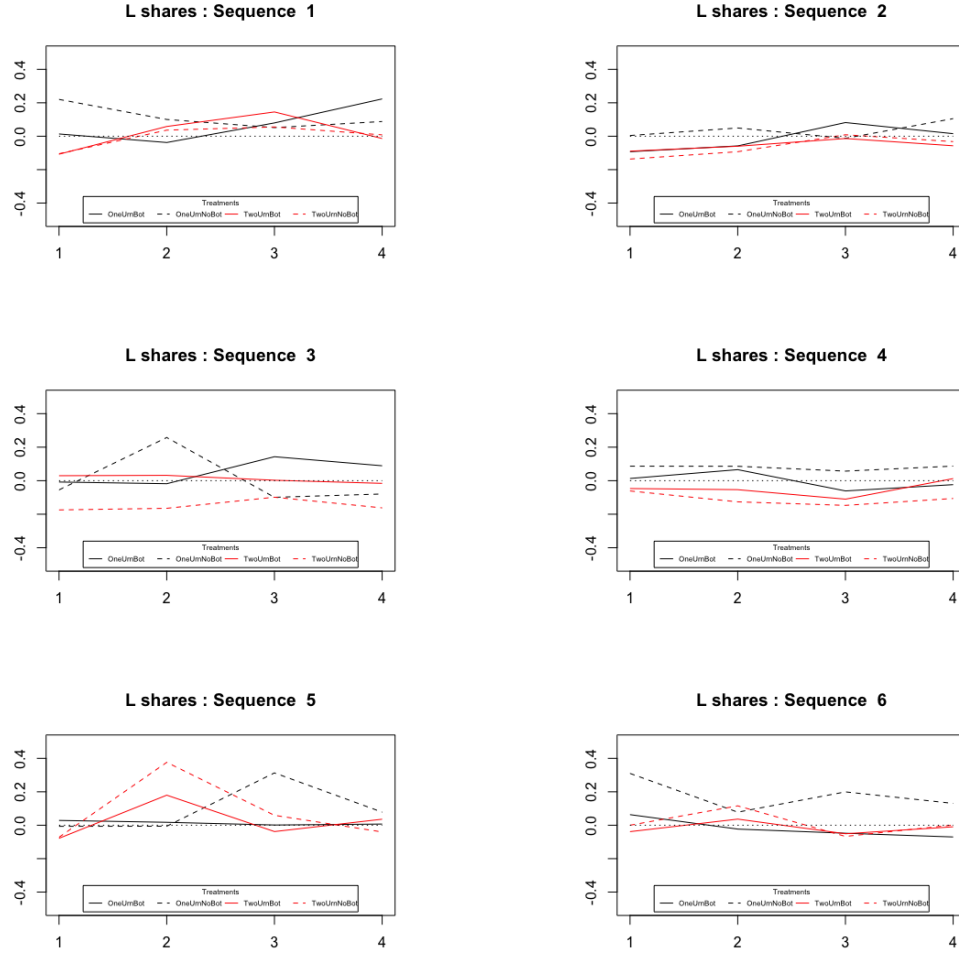 L shares : Sequence 1
0.4
0.2
0.0
-0.4
Treatments
OneUrnBot OneUrnNoBot TwoUrnBot TwoUrnNoBot
1 2 3 4
L shares : Sequence 2
0.4
0.2
0.0
-0.4
Treatments
OneUrnBot OneUrnNoBot TwoUrnBot TwoUrnNoBot
1 2 3 4
L shares : Sequence 3
0.4
0.2
0.0
-0.4
Treatments
OneUrnBot OneUrnNoBot TwoUrnBot TwoUrnNoBot
1 2 3 4
L shares : Sequence 4
0.4
0.2
0.0
-0.4
Treatments
OneUrnBot OneUrnNoBot TwoUrnBot TwoUrnNoBot
1 2 3 4
L shares : Sequence 5
0.4
0.2
0.0
-0.4
Treatments
OneUrnBot OneUrnNoBot TwoUrnBot TwoUrnNoBot
1 2 3 4
L shares : Sequence 6
0.4
0.2
0.0
-0.4
Treatments
OneUrnBot OneUrnNoBot TwoUrnBot TwoUrnNoBot
1 2 3 4